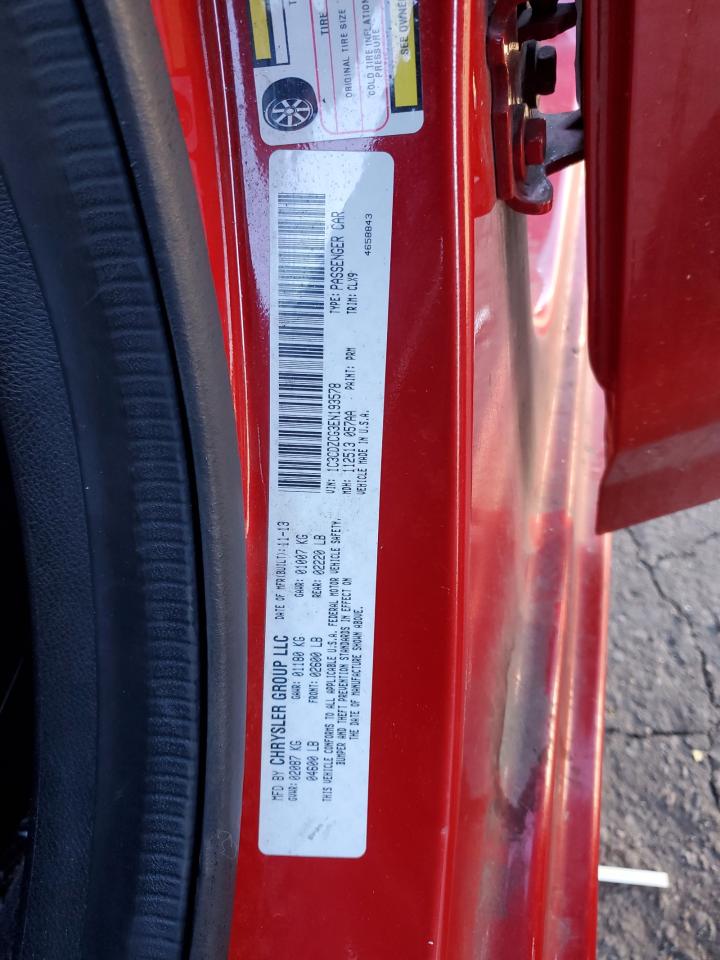 TIRE
ORIGINAL TIRE SIZE
COLD TIRE INFLATION
PRESSURE
SEE OWNER
MFD BY CHRYSLER GROUP LLC DATE OF MFR(BUILT): 11-13
GVWR: 02087 KG GAWR: 01180 KG GAWR: 01007 KG
04600 LB FRONT: 02600 LB REAR: 02220 LB
THIS VEHICLE CONFORMS TO ALL APPLICABLE U.S.A. FEDERAL MOTOR VEHICLE SAFETY,
BUMPER AND THEFT PREVENTION STANDARDS IN EFFECT ON
THE DATE OF MANUFACTURE SHOWN ABOVE.
VIN: 1C3CDZCG3EN193578 TYPE: PASSENGER CAR
MDH: 112513 057AA PAINT: PRM TRIM: CLX9
VEHICLE MADE IN U.S.A. 4658843